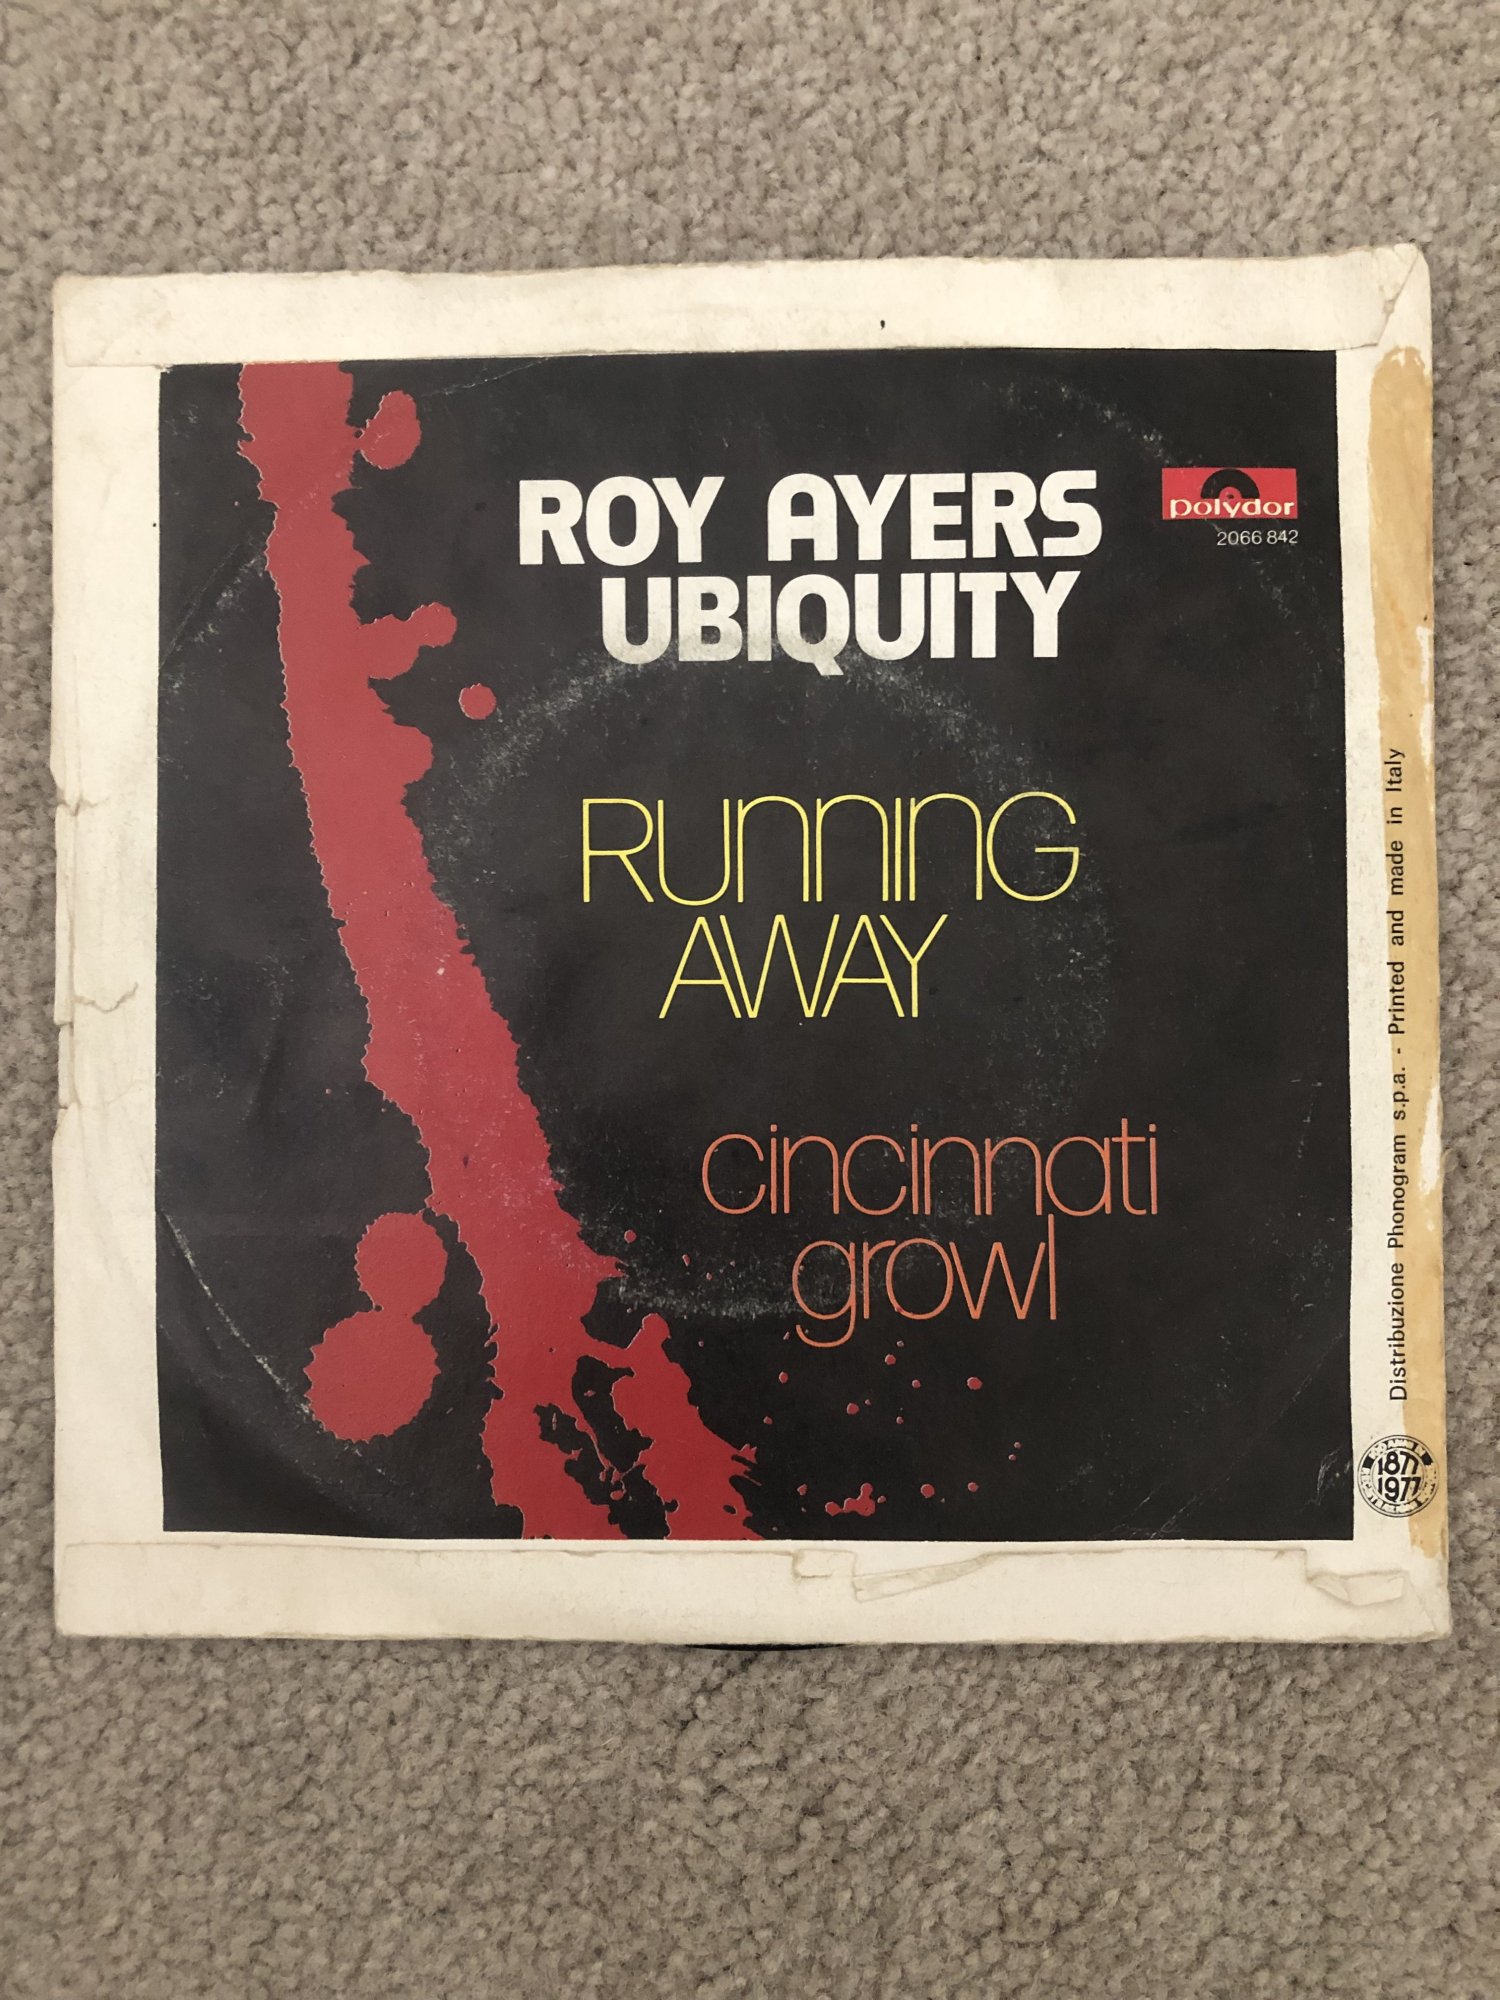 ROY AYERS
UBIQUITY
polydor
2066 842
RUNNING
AWAY
cincinnati
growl
Distribuzione Phonogram s.p.a. - Printed and made in Italy
1877
1977